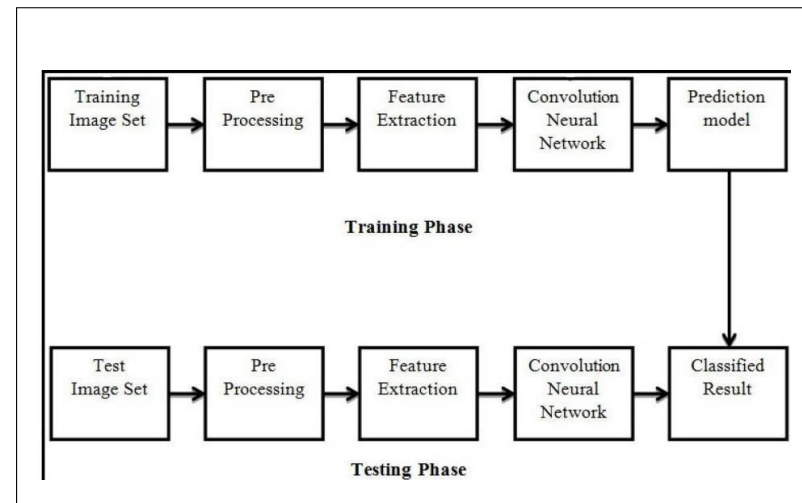 Training
Image Set
Pre
Processing
Feature
Extraction
Convolution
Neural
Network
Prediction
model
Training Phase
Test
Image Set
Pre
Processing
Feature
Extraction
Convolution
Neural
Network
Classified
Result
Testing Phase